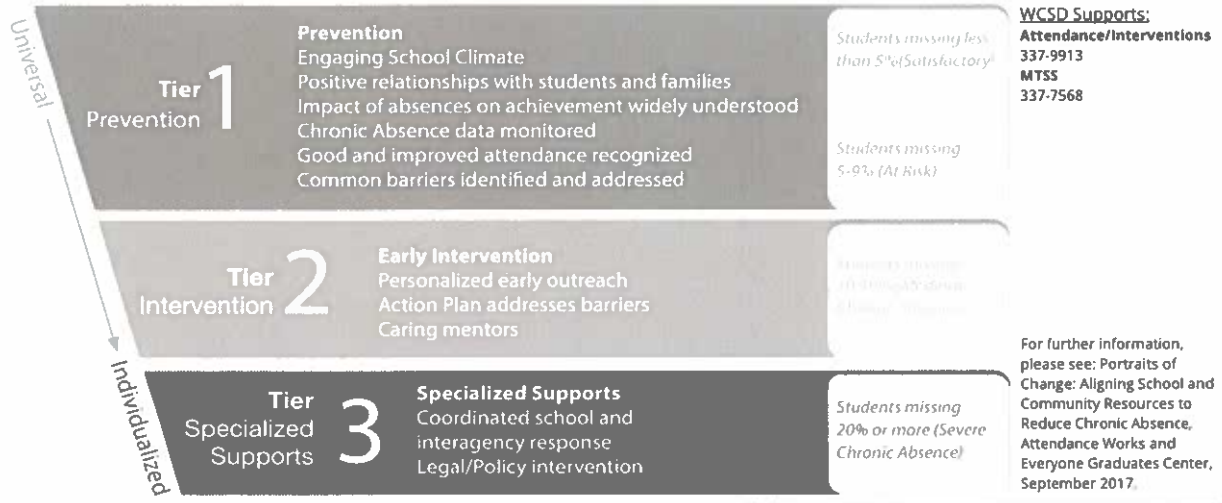 Universal
Individualized
Tier 1
Prevention
Prevention
Engaging School Climate
Positive relationships with students and families
Impact of absences on achievement widely understood
Chronic Absence data monitored
Good and improved attendance recognized
Common barriers identified and addressed
Students missing less
than 5% (Satisfactory)
Students missing
5-9% (At Risk)
Tier 2
Intervention
Early Intervention
Personalized early outreach
Action Plan addresses barriers
Caring mentors
Students missing
Tier 3
Specialized
Supports
Specialized Supports
Coordinated school and
interagency response
Legal/Policy intervention
Students missing
20% or more (Severe
Chronic Absence)
WCSD Supports:
Attendance/Interventions
337-9913
MTSS
337-7568
For further information,
please see: Portraits of
Change: Aligning School and
Community Resources to
Reduce Chronic Absence,
Attendance Works and
Everyone Graduates Center,
September 2017.